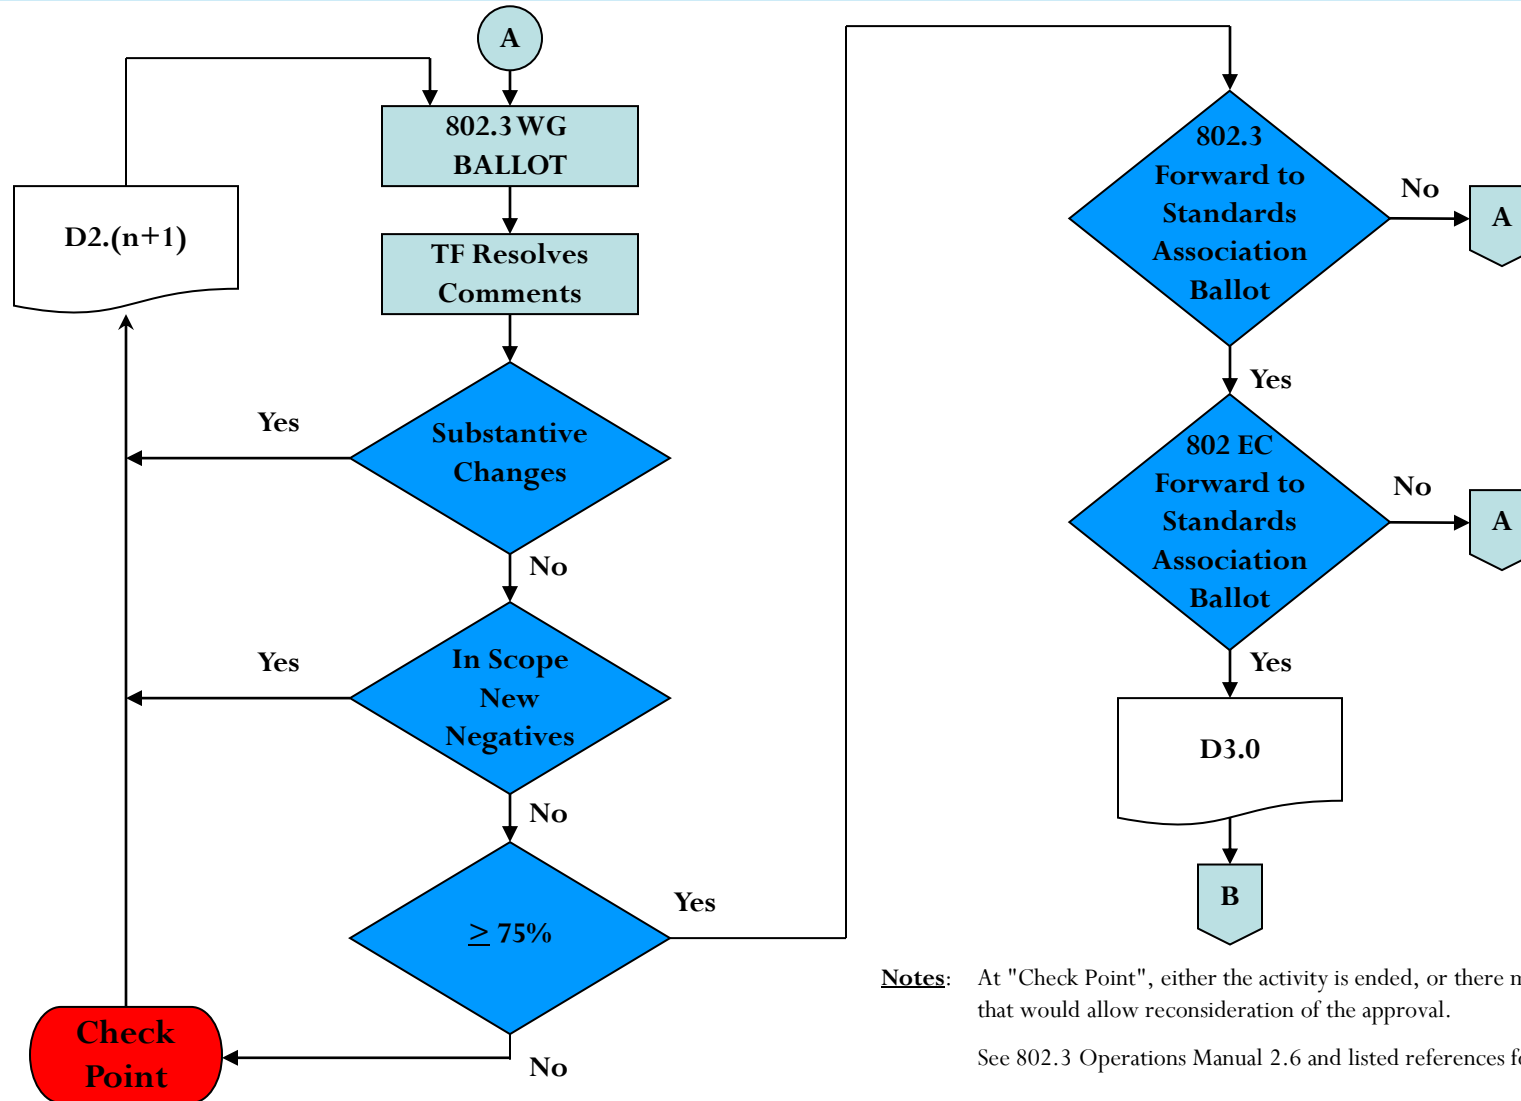 A
802.3 WG
BALLOT
D2.(n+1)
TF Resolves
Comments
Yes
Substantive
Changes
No
Yes
In Scope
New
Negatives
No
≥ 75%
Yes
No
Check
Point
802.3
Forward to
Standards
Association
Ballot
No
A
Yes
802 EC
Forward to
Standards
Association
Ballot
No
A
Yes
D3.0
B
Notes: At "Check Point", either the activity is ended, or there
that would allow reconsideration of the approval.
See 802.3 Operations Manual 2.6 and listed references